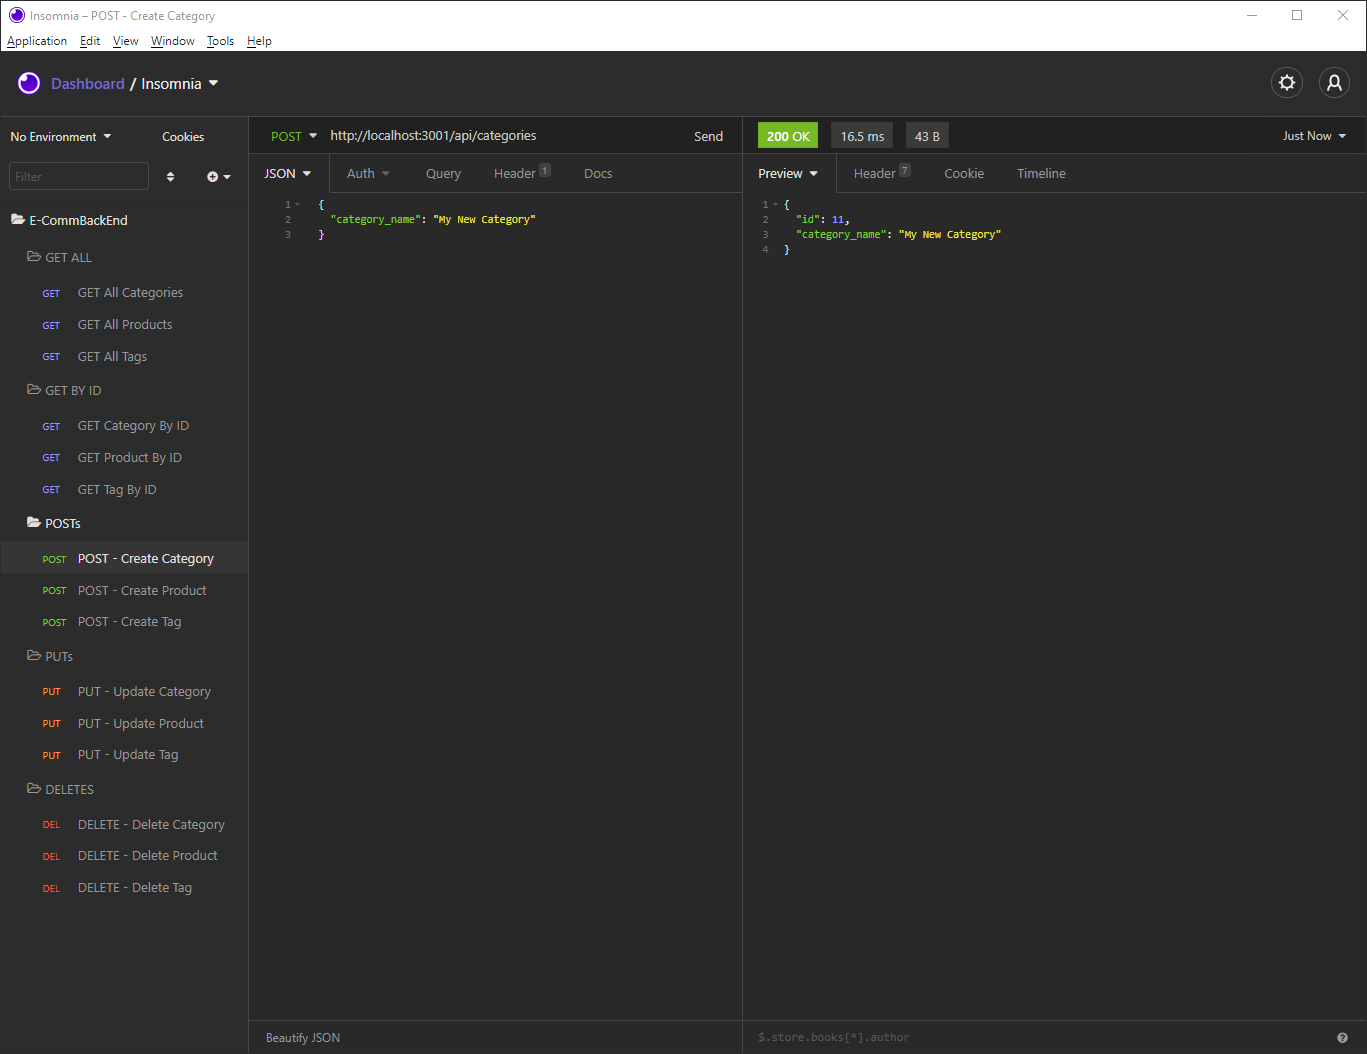 Insomnia – POST - Create Category
Application Edit View Window Tools Help
Dashboard / Insomnia
No Environment Cookies
Filter
E-CommBackEnd
GET ALL
GET GET All Categories
GET GET All Products
GET GET All Tags
GET BY ID
GET GET Category By ID
GET GET Product By ID
GET GET Tag By ID
POSTs
POST POST - Create Category
POST POST - Create Product
POST POST - Create Tag
PUTs
PUT PUT - Update Category
PUT PUT - Update Product
PUT PUT - Update Tag
DELETES
DEL DELETE - Delete Category
DEL DELETE - Delete Product
DEL DELETE - Delete Tag
POST http://localhost:3001/api/categories Send
JSON Auth Query Header 1 Docs
1 {
2 "category_name": "My New Category"
3 }
Beautify JSON
200 OK 16.5 ms 43 B Just Now
Preview Header 7 Cookie Timeline
1 {
2 "id": 11,
3 "category_name": "My New Category"
4 }
$.store.books[*].author